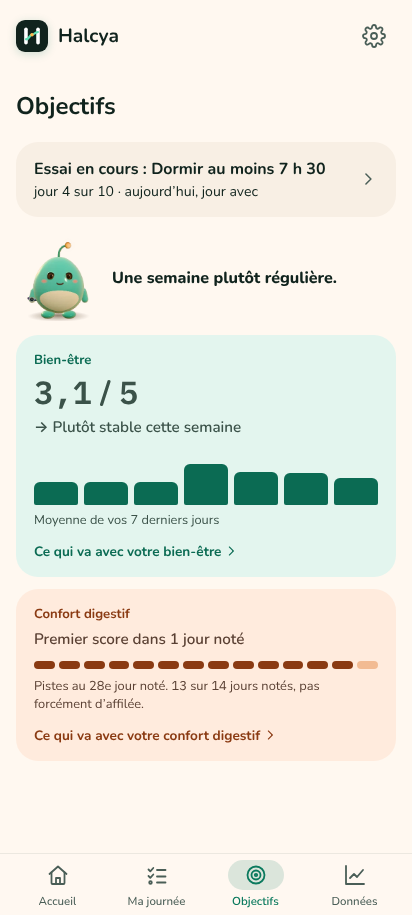 Halcya
Objectifs
Essai en cours : Dormir au moins 7 h 30
jour 4 sur 10 · aujourd’hui, jour avec
Une semaine plutôt régulière.
Bien-être
3,1/5
→ Plutôt stable cette semaine
Moyenne de vos 7 derniers jours
Ce qui va avec votre bien-être
Confort digestif
Premier score dans 1 jour noté
Pistes au 28e jour noté. 13 sur 14 jours notés, pas
forcément d’affilée.
Ce qui va avec votre confort digestif
Accueil
Ma journée
Objectifs
Données